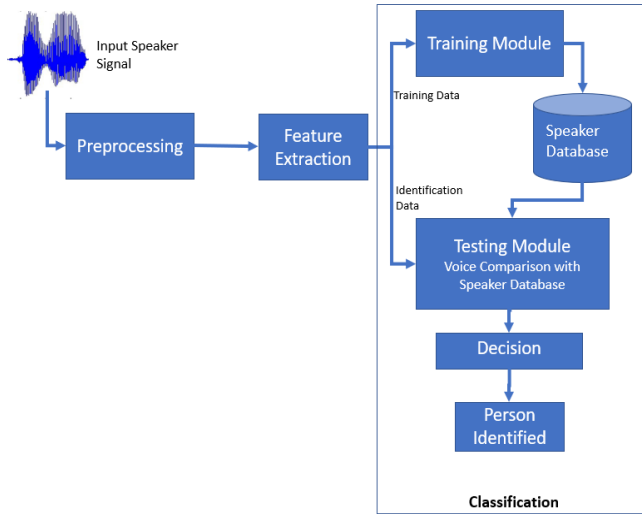 Input Speaker
Signal
Preprocessing
Feature
Extraction
Training Data
Training Module
Speaker
Database
Identification
Data
Testing Module
Voice Comparison with
Speaker Database
Decision
Person
Identified
Classification